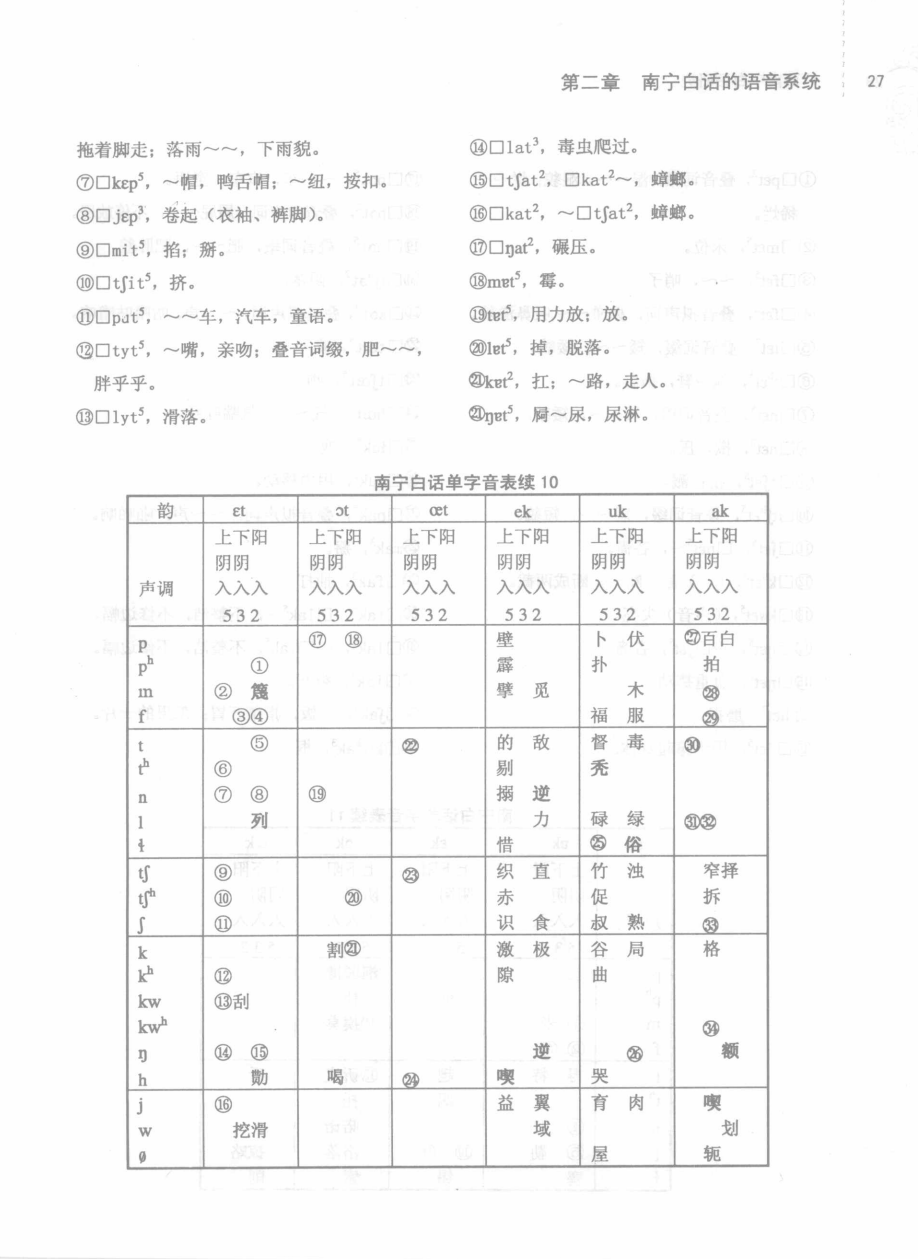 第二章 南宁白话的语音系统 27
拖着脚走；落雨～～，下雨貌。
⑦□kɛp⁵，～帽，鸭舌帽；～纽，按扣。
⑧□jɐp³，卷起（衣袖、裤脚）。
⑨□mit⁵，掐；掰。
⑩□tʃit⁵，挤。
⑪□put⁵，～～车，汽车，童语。
⑫□tyt⁵，～嘴，亲吻；叠音词缀，肥～～，
胖乎乎。
⑬□lyt⁵，滑落。
⑭□lat³，毒虫爬过。
⑮□tʃat²，□kat²～，蟑螂。
⑯□kat²，～□tʃat²，蟑螂。
⑰□ŋat²，碾压。
⑱mɐt⁵，霉。
⑲tɐt⁵，用力放；放。
⑳lɐt⁵，掉，脱落。
㉑kɐt²，扛；～路，走人。
㉑ŋɐt⁵，屙～尿，尿淋。
南宁白话单字音表续 10
韵 ɛt ɔt œt ek uk ak
上下阳 上下阳 上下阳 上下阳 上下阳 上下阳
阴阴 阴阴 阴阴 阴阴 阴阴 阴阴
声调 入入入 入入入 入入入 入入入 入入入 入入入
5 3 2 5 3 2 5 3 2 5 3 2 5 3 2 5 3 2
p ⑰ ⑱ 壁 卜 伏 ㉗百白
pʰ ① 霹 扑 拍
m ② 篾 擘 觅 木 ㉘
f ③④ 福 服 ㉙
t ⑤ ㉒ 的 敌 督 毒 ㉚
tʰ ⑥ 剔 秃
n ⑦ ⑧ ⑲ 搦 逆
l 列 力 碌 绿 ㉛㉜
ɬ 惜 ㉕ 俗
tʃ ⑨ ㉓ 织 直 竹 浊 窄择
tʃʰ ⑩ ⑳ 赤 促 拆
ʃ ⑪ 识 食 叔 熟 ㉝
k 割㉑ 激 极 谷 局 格
kʰ ⑫ 隙 曲
kw ⑬刮
kwʰ ㉞
ŋ ⑭ ⑮ 逆 ㉖ 额
h 勩 喝 ㉔ 喫 哭
j ⑯ 益 翼 育 肉 喫
w 挖滑 域 划
ø 屋 轭